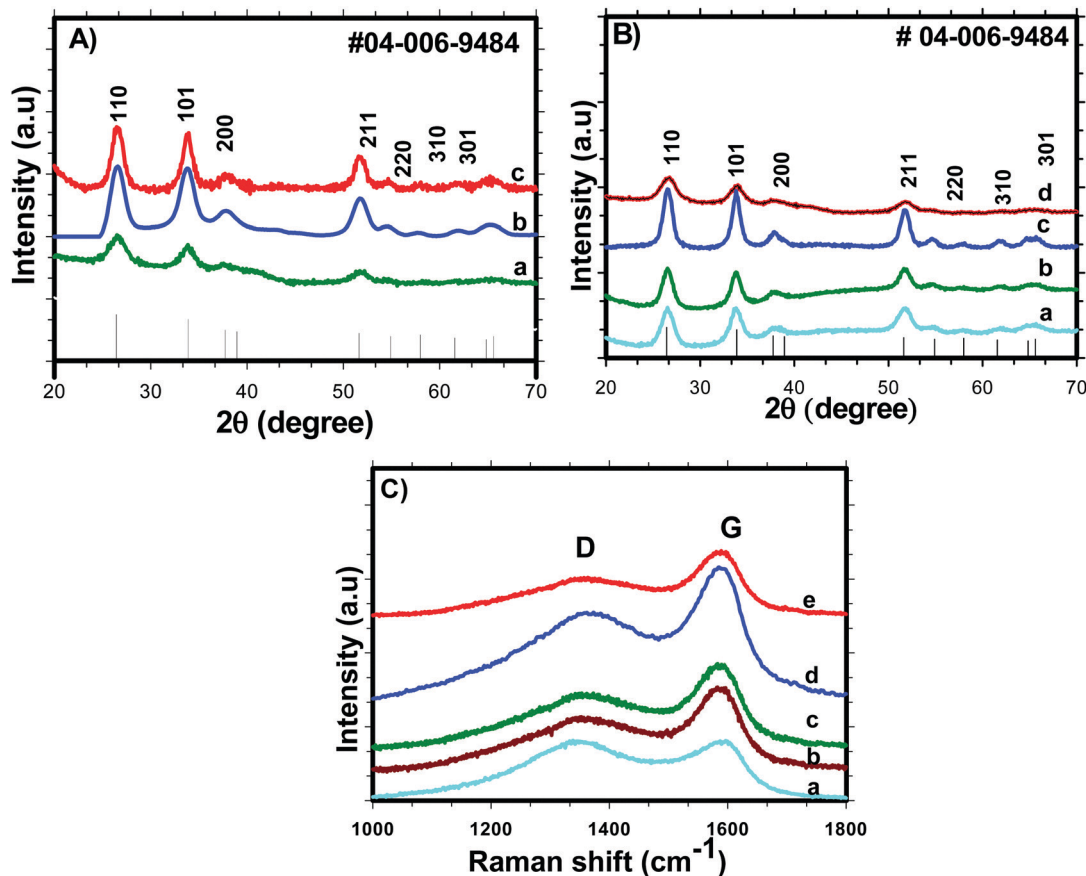 A)
#04-006-9484
110
101
200
211
220
310
301
c
b
a
Intensity (a.u)
20 30 40 50 60 70
2θ (degree)
B)
# 04-006-9484
110
101
200
211
220
310
301
d
c
b
a
Intensity (a.u)
20 30 40 50 60 70
2θ (degree)
C)
D
G
e
d
c
b
a
Intensity (a.u)
1000 1200 1400 1600 1800
Raman shift (cm-1)